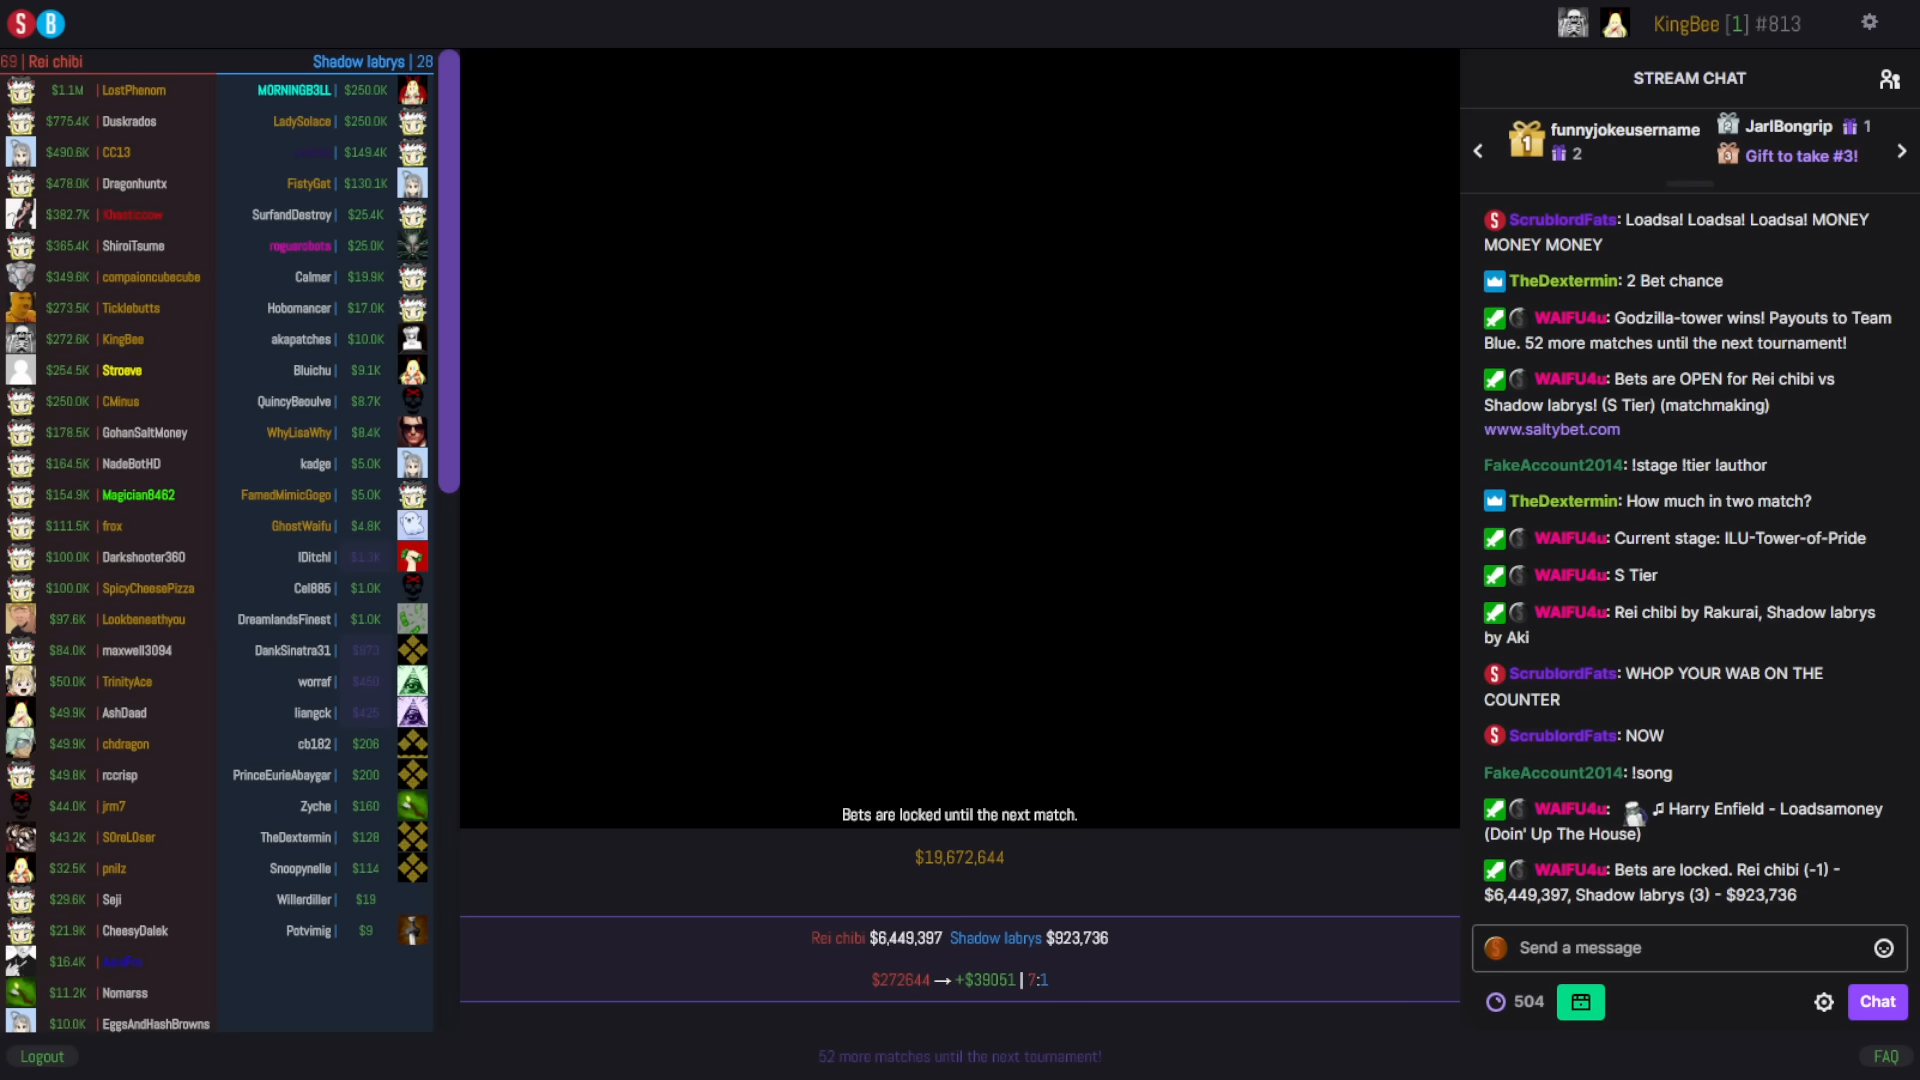 S B
KingBee [1] #813
69 | Rei chibi
Shadow labrys | 28
$1.1M | LostPhenom
$775.4K | Duskrados
$490.6K | CC13
$478.0K | Dragonhuntx
$382.7K | Khaoticcow
$365.4K | ShiroiTsume
$349.6K | compaioncubecube
$273.5K | Ticklebutts
$272.6K | KingBee
$254.5K | Stroeve
$250.0K | CMinus
$178.5K | GohanSaltMoney
$164.5K | NadeBotHD
$154.9K | Magician8462
$111.5K | frox
$100.0K | Darkshooter360
$100.0K | SpicyCheesePizza
$97.6K | Lookbeneathyou
$84.0K | maxwell3094
$50.0K | TrinityAce
$49.9K | AshDaad
$49.9K | chdragon
$49.8K | rccrisp
$44.0K | jrm7
$43.2K | S0reL0ser
$32.5K | pnilz
$29.6K | Seji
$21.9K | CheesyDalek
$16.4K |
$11.2K | Nomarss
$10.0K | EggsAndHashBrowns
M0RNINGB3LL | $250.0K
LadySolace | $250.0K
| $149.4K
FistyGat | $130.1K
SurfandDestroy | $25.4K
roguerobots | $25.0K
Calmer | $19.9K
Hobomancer | $17.0K
akapatches | $10.0K
Bluichu | $9.1K
QuincyBeoulve | $8.7K
WhyLisaWhy | $8.4K
kadge | $5.0K
FamedMimicGogo | $5.0K
GhostWaifu | $4.8K
IDitchI | $1.3K
Cel885 | $1.0K
DreamlandsFinest | $1.0K
DankSinatra31 | $873
worraf | $450
liangck | $425
cb182 | $206
PrinceEurieAbaygar | $200
Zyche | $160
TheDextermin | $128
Snoopynelle | $114
Willerdiller | $19
Potvimig | $9
Bets are locked until the next match.
$19,672,644
Rei chibi $6,449,397 Shadow labrys $923,736
$272644 → +$39051 | 7:1
52 more matches until the next tournament!
Logout
FAQ
STREAM CHAT
1 funnyjokeusername
2
2 JarlBongrip 1
3 Gift to take #3!
ScrublordFats: Loadsa! Loadsa! Loadsa! MONEY
MONEY MONEY
TheDextermin: 2 Bet chance
WAIFU4u: Godzilla-tower wins! Payouts to Team
Blue. 52 more matches until the next tournament!
WAIFU4u: Bets are OPEN for Rei chibi vs
Shadow labrys! (S Tier) (matchmaking)
www.saltybet.com
FakeAccount2014: !stage !tier !author
TheDextermin: How much in two match?
WAIFU4u: Current stage: ILU-Tower-of-Pride
WAIFU4u: S Tier
WAIFU4u: Rei chibi by Rakurai, Shadow labrys
by Aki
ScrublordFats: WHOP YOUR WAB ON THE
COUNTER
ScrublordFats: NOW
FakeAccount2014: !song
WAIFU4u: ♫ Harry Enfield - Loadsamoney
(Doin' Up The House)
WAIFU4u: Bets are locked. Rei chibi (-1) -
$6,449,397, Shadow labrys (3) - $923,736
Send a message
504
Chat